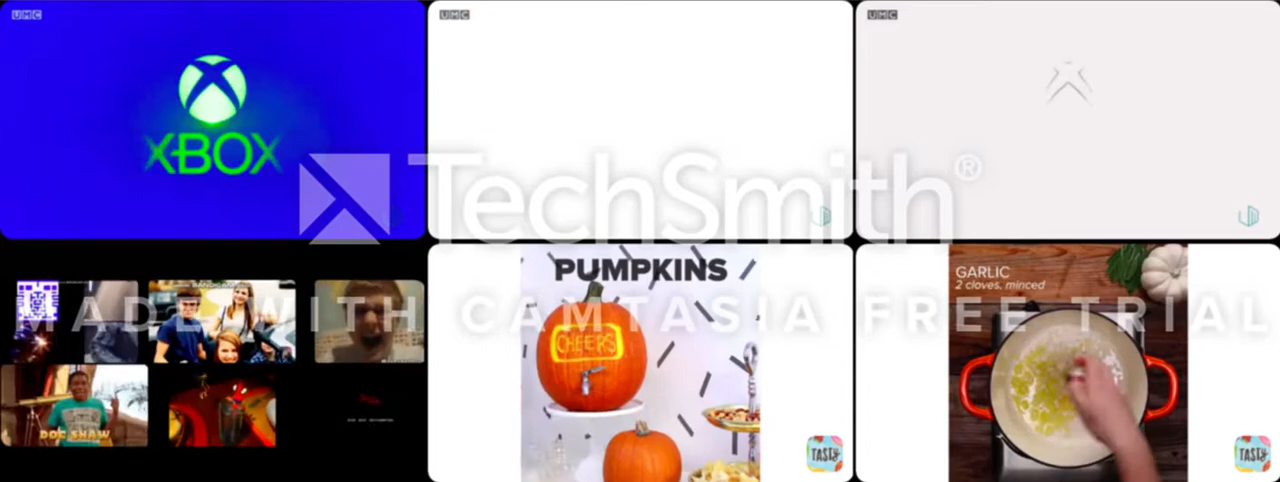 UMC
UMC
UMC
XBOX
TechSmith®
MADE WITH CAMTASIA FREE TRIAL
BANDICAM
DOC SHAW
PUMPKINS
CHEERS
TASTY
GARLIC
2 cloves, minced
TASTY